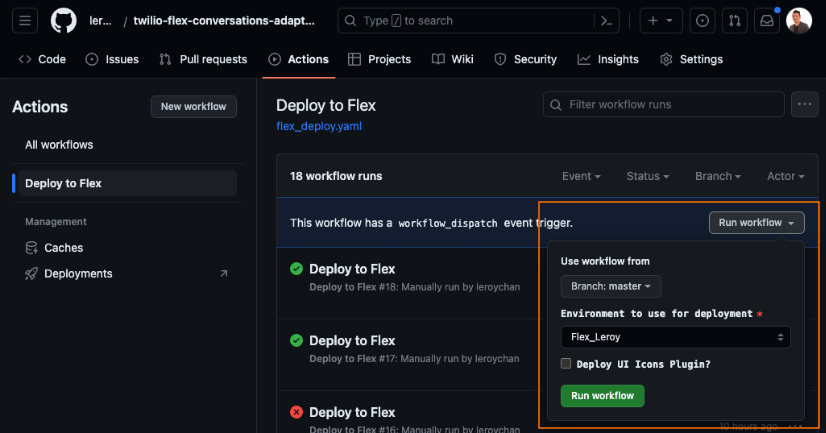 ler... / twilio-flex-conversations-adapt...
Type / to search
Code Issues Pull requests Actions Projects Wiki Security Insights Settings
Actions
New workflow
All workflows
Deploy to Flex
Management
Caches
Deployments
Deploy to Flex
flex_deploy.yaml
Filter workflow runs
18 workflow runs
Event Status Branch Actor
This workflow has a workflow_dispatch event trigger.
Run workflow
Use workflow from
Branch: master
Environment to use for deployment *
Flex_Leroy
Deploy UI Icons Plugin?
Run workflow
Deploy to Flex
Deploy to Flex #18: Manually run by leroychan
Deploy to Flex
Deploy to Flex #17: Manually run by leroychan
Deploy to Flex
Deploy to Flex #16: Manually run by leroychan
10 hours ago